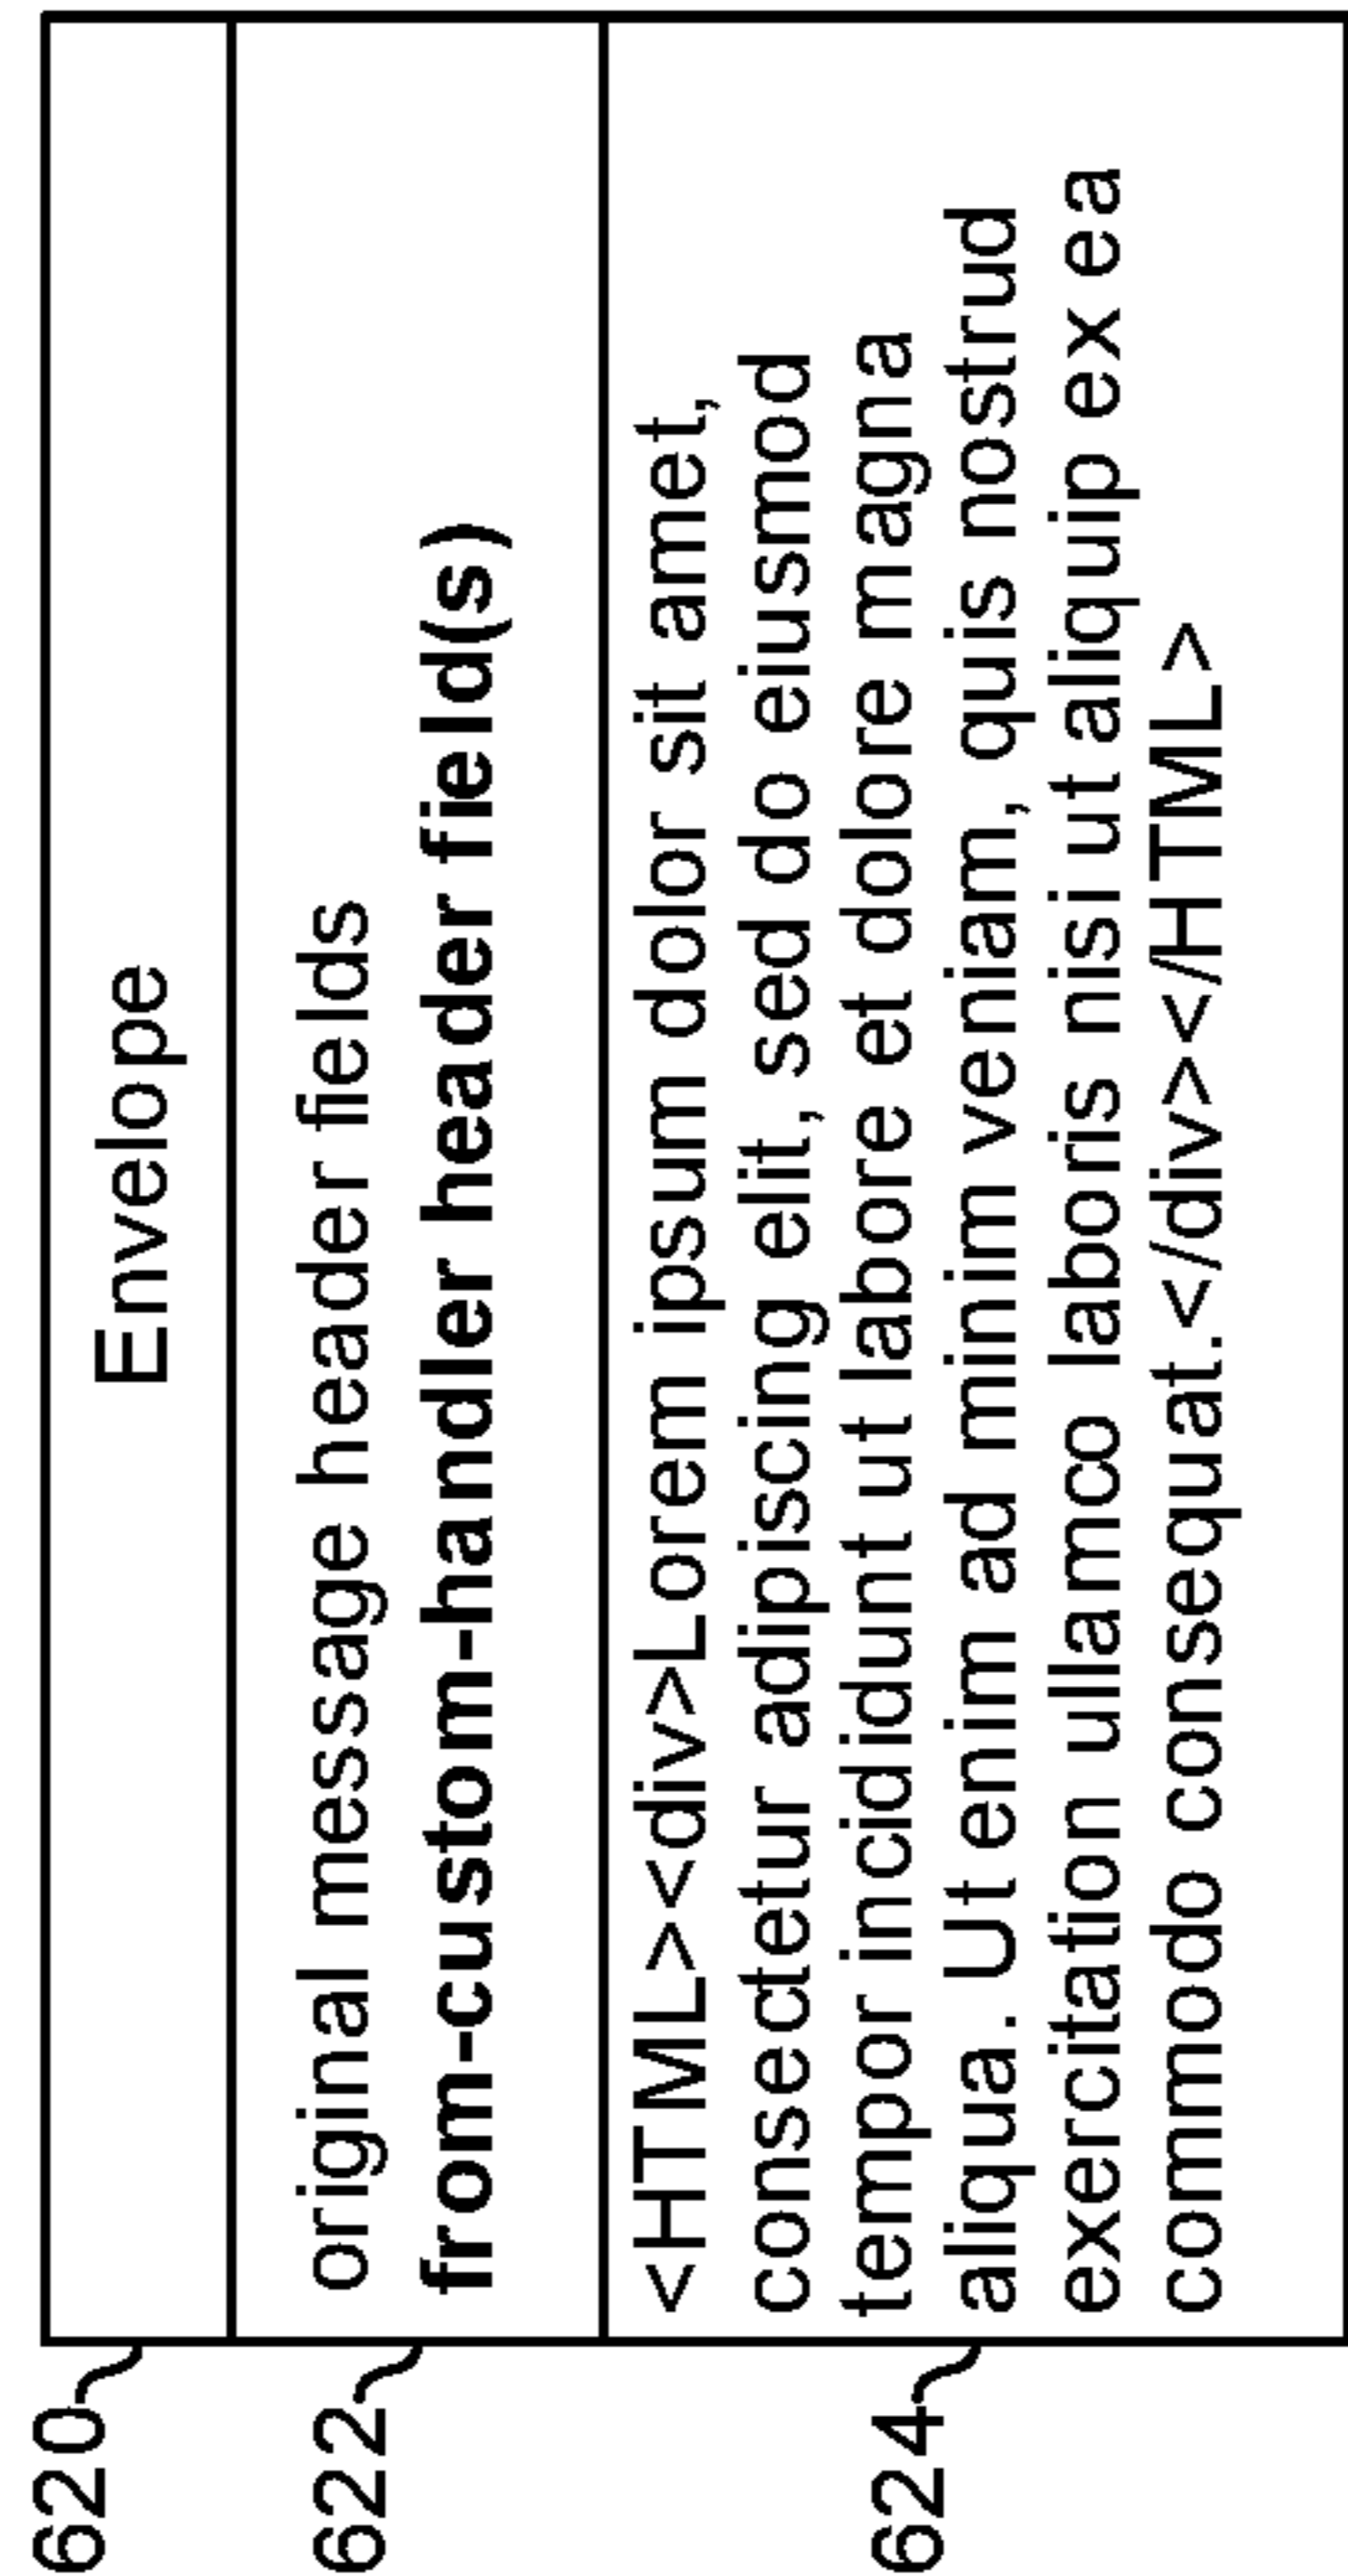 620
Envelope
622
original message header fields
from-custom-handler header field(s)
624
<HTML><div>Lorem ipsum dolor sit amet,
consectetur adipiscing elit, sed do eiusmod
tempor incididunt ut labore et dolore magna
aliqua. Ut enim ad minim veniam, quis nostrud
exercitation ullamco laboris nisi ut aliquip ex ea
commodo consequat.</div></HTML>